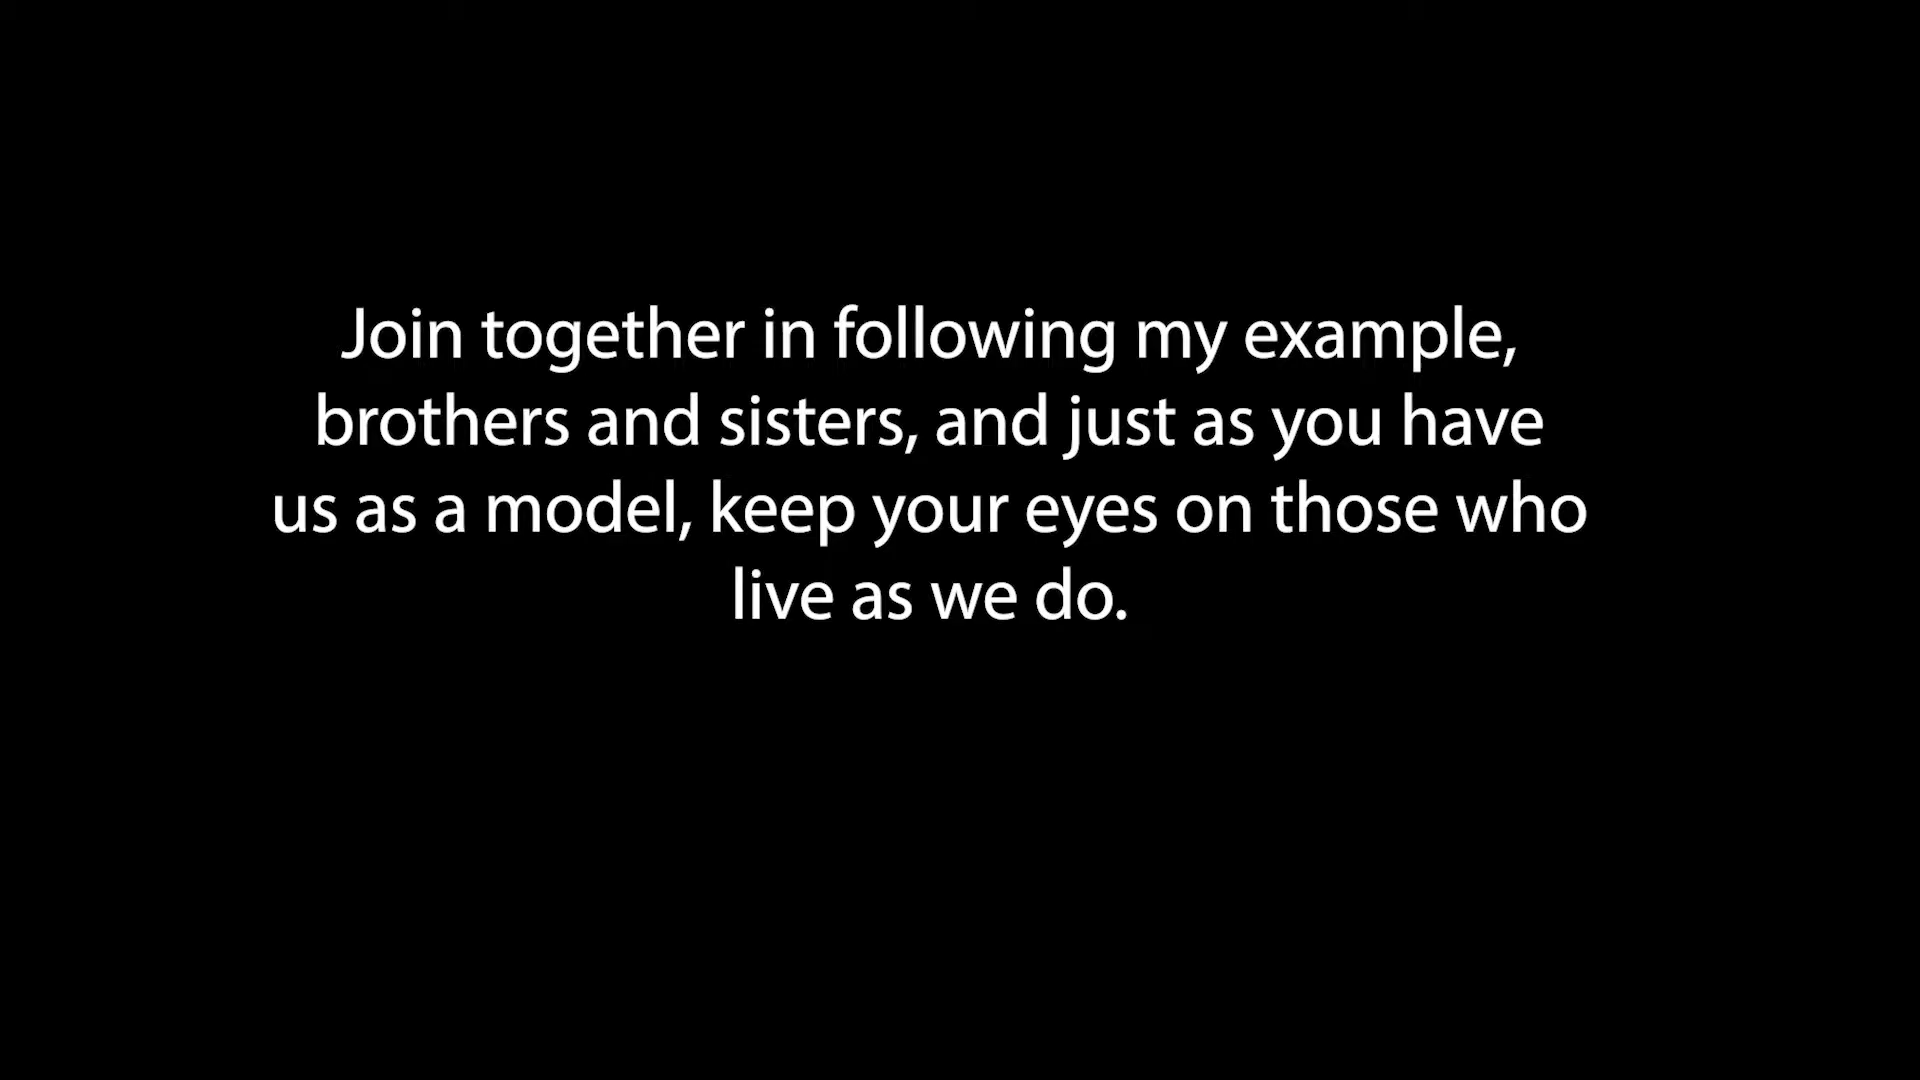 Join together in following my example,
brothers and sisters, and just as you have
us as a model, keep your eyes on those who
live as we do.